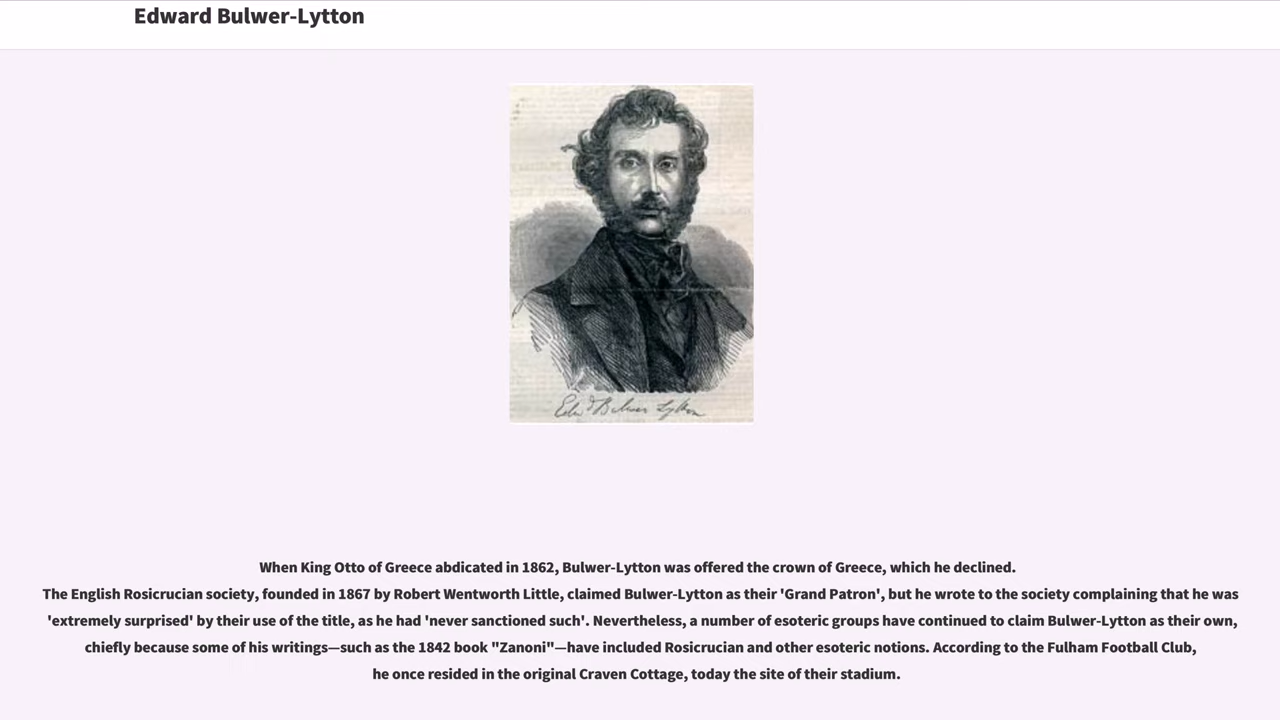 Edward Bulwer-Lytton
Edwd Bulwer Lytton
When King Otto of Greece abdicated in 1862, Bulwer-Lytton was offered the crown of Greece, which he declined.
The English Rosicrucian society, founded in 1867 by Robert Wentworth Little, claimed Bulwer-Lytton as their 'Grand Patron', but he wrote to the society complaining that he was
'extremely surprised' by their use of the title, as he had 'never sanctioned such'. Nevertheless, a number of esoteric groups have continued to claim Bulwer-Lytton as their own,
chiefly because some of his writings—such as the 1842 book "Zanoni"—have included Rosicrucian and other esoteric notions. According to the Fulham Football Club,
he once resided in the original Craven Cottage, today the site of their stadium.